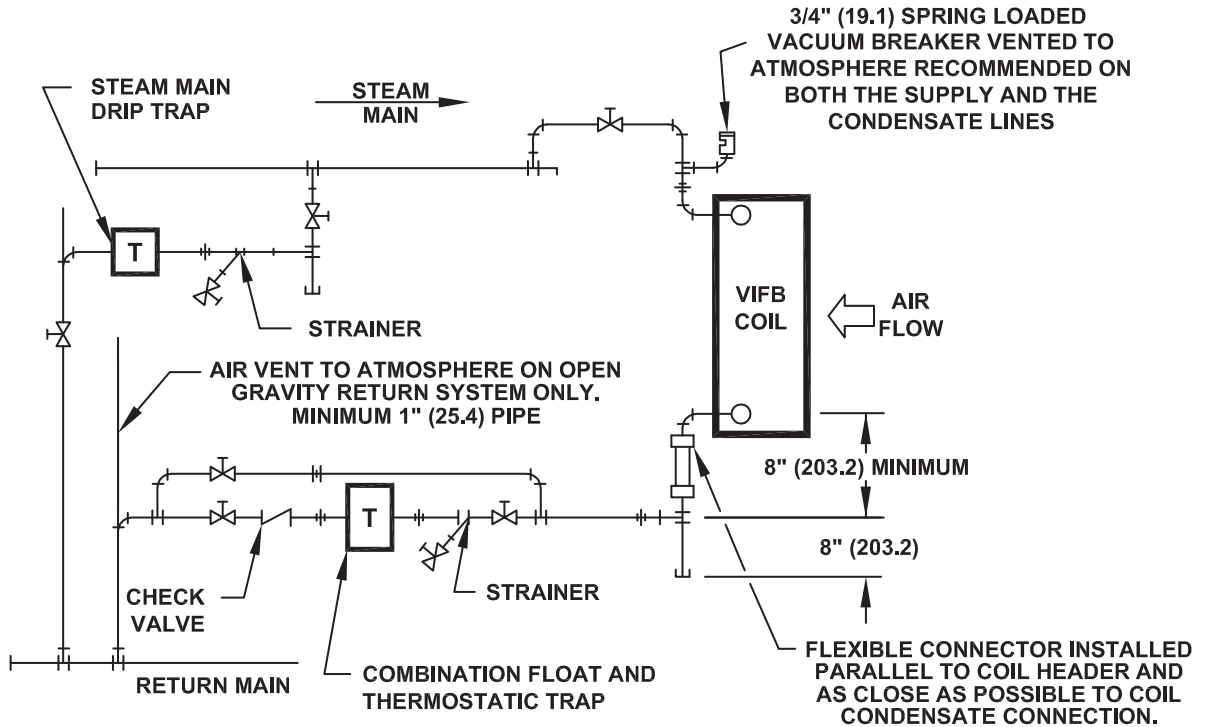 3/4" (19.1) SPRING LOADED
VACUUM BREAKER VENTED TO
ATMOSPHERE RECOMMENDED ON
BOTH THE SUPPLY AND THE
CONDENSATE LINES
STEAM MAIN
DRIP TRAP
STEAM
MAIN
T
STRAINER
VIFB
COIL
AIR
FLOW
AIR VENT TO ATMOSPHERE ON OPEN
GRAVITY RETURN SYSTEM ONLY.
MINIMUM 1" (25.4) PIPE
8" (203.2) MINIMUM
T
8" (203.2)
CHECK
VALVE
STRAINER
COMBINATION FLOAT AND
THERMOSTATIC TRAP
RETURN MAIN
FLEXIBLE CONNECTOR INSTALLED
PARALLEL TO COIL HEADER AND
AS CLOSE AS POSSIBLE TO COIL
CONDENSATE CONNECTION.